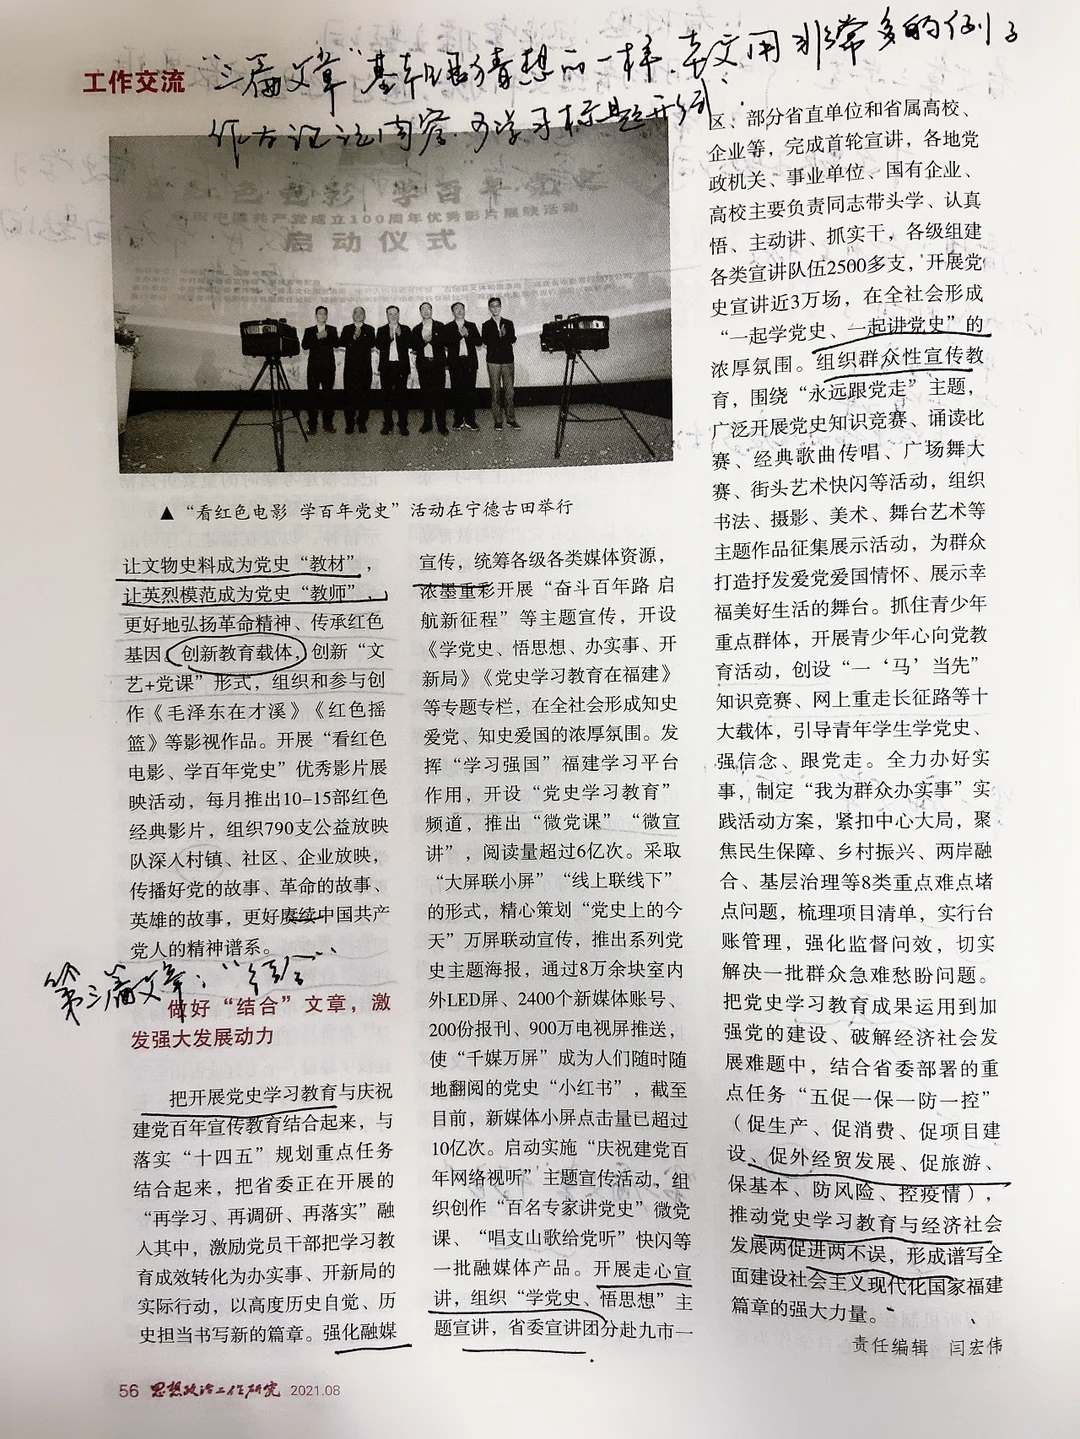 工作交流
“三篇文章”基本跟猜想的一样，本文用非常多的例子
作为论证内容，可学习标题形例
色电影 学百年党史
祝中国共产党成立100周年优秀影片展映活动
启动仪式
▲“看红色电影 学百年党史”活动在宁德古田举行
让文物史料成为党史“教材”，
让英烈模范成为党史“教师”，
更好地弘扬革命精神、传承红色
基因。创新教育载体，创新“文
艺+党课”形式，组织和参与创
作《毛泽东在才溪》《红色摇
篮》等影视作品。开展“看红色
电影、学百年党史”优秀影片展
映活动，每月推出10-15部红色
经典影片，组织790支公益放映
队深入村镇、社区、企业放映，
传播好党的故事、革命的故事、
英雄的故事，更好赓续中国共产
党人的精神谱系。
第三篇文章：“结合”
做好“结合”文章，激
发强大发展动力
把开展党史学习教育与庆祝
建党百年宣传教育结合起来，与
落实“十四五”规划重点任务
结合起来，把省委正在开展的
“再学习、再调研、再落实”融
入其中，激励党员干部把学习教
育成效转化为办实事、开新局的
实际行动，以高度历史自觉、历
史担当书写新的篇章。强化融媒
宣传，统筹各级各类媒体资源，
浓墨重彩开展“奋斗百年路 启
航新征程”等主题宣传，开设
《学党史、悟思想、办实事、开
新局》《党史学习教育在福建》
等专题专栏，在全社会形成知史
爱党、知史爱国的浓厚氛围。发
挥“学习强国”福建学习平台
作用，开设“党史学习教育”
频道，推出“微党课”“微宣
讲”，阅读量超过6亿次。采取
“大屏联小屏”“线上联线下”
的形式，精心策划“党史上的今
天”万屏联动宣传，推出系列党
史主题海报，通过8万余块室内
外LED屏、2400个新媒体账号、
200份报刊、900万电视屏推送，
使“千媒万屏”成为人们随时随
地翻阅的党史“小红书”，截至
目前，新媒体小屏点击量已超过
10亿次。启动实施“庆祝建党百
年网络视听”主题宣传活动，组
织创作“百名专家讲党史”微党
课、“唱支山歌给党听”快闪等
一批融媒体产品。开展走心宣
讲，组织“学党史、悟思想”主
题宣讲，省委宣讲团分赴九市一
区、部分省直单位和省属高校、
企业等，完成首轮宣讲，各地党
政机关、事业单位、国有企业、
高校主要负责同志带头学、认真
悟、主动讲、抓实干，各级组建
各类宣讲队伍2500多支，开展党
史宣讲近3万场，在全社会形成
“一起学党史、一起讲党史”的
浓厚氛围。组织群众性宣传教
育，围绕“永远跟党走”主题，
广泛开展党史知识竞赛、诵读比
赛、经典歌曲传唱、广场舞大
赛、街头艺术快闪等活动，组织
书法、摄影、美术、舞台艺术等
主题作品征集展示活动，为群众
打造抒发爱党爱国情怀、展示幸
福美好生活的舞台。抓住青少年
重点群体，开展青少年心向党教
育活动，创设“一‘马’当先”
知识竞赛、网上重走长征路等十
大载体，引导青年学生学党史、
强信念、跟党走。全力办好实
事，制定“我为群众办实事”实
践活动方案，紧扣中心大局，聚
焦民生保障、乡村振兴、两岸融
合、基层治理等8类重点难点堵
点问题，梳理项目清单，实行台
账管理，强化监督问效，切实
解决一批群众急难愁盼问题。
把党史学习教育成果运用到加
强党的建设、破解经济社会发
展难题中，结合省委部署的重
点任务“五促一保一防一控”
（促生产、促消费、促项目建
设、促外经贸发展、促旅游、
保基本、防风险、控疫情），
推动党史学习教育与经济社会
发展两促进两不误，形成谱写全
面建设社会主义现代化国家福建
篇章的强大力量。
责任编辑 闫宏伟
56 思想政治工作研究 2021.08